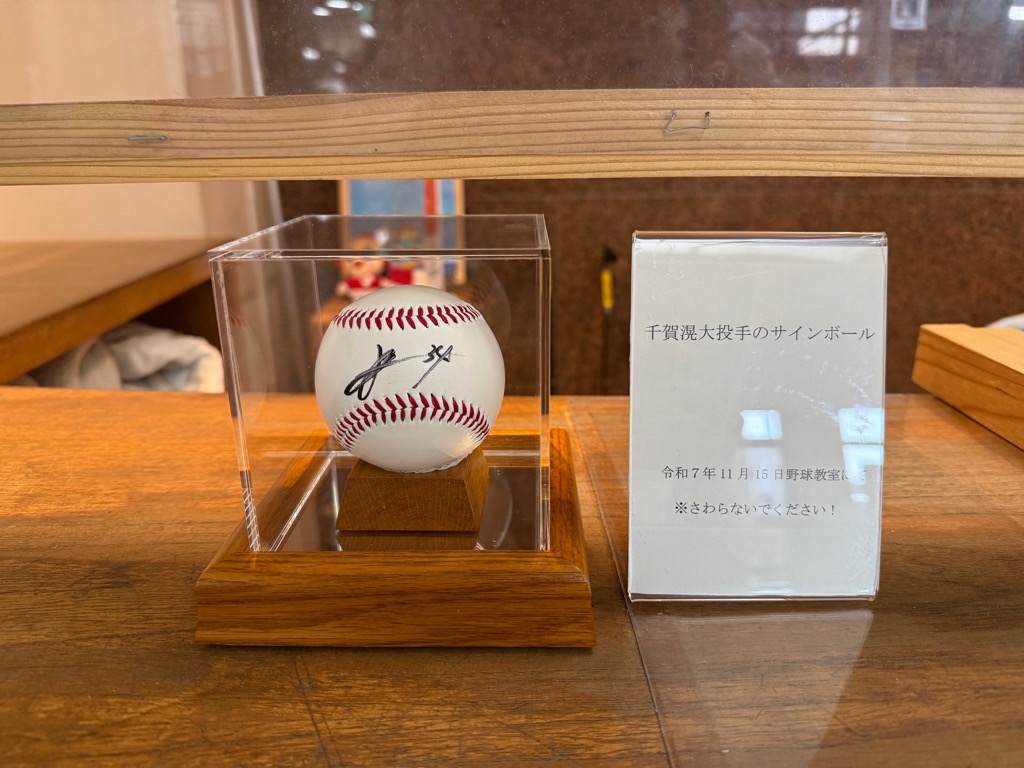 34
千賀滉大投手のサインボール
令和7年11月15日野球教室に
※さわらないでください！